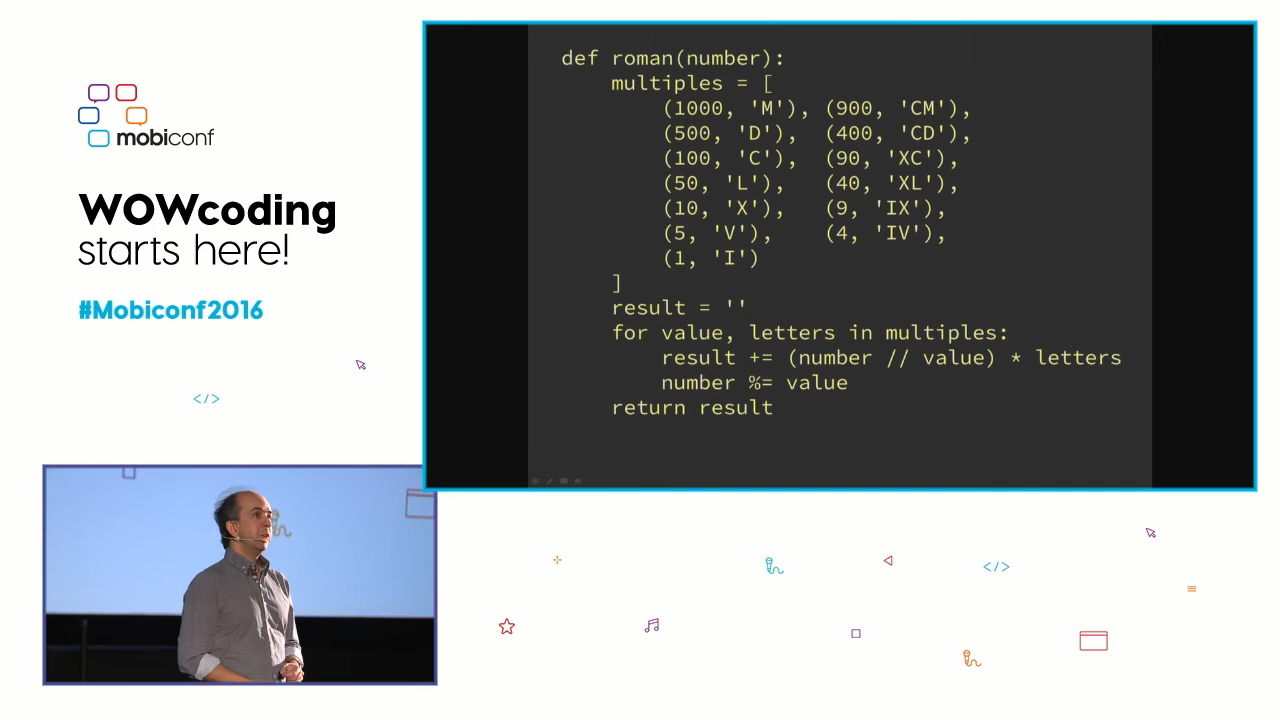 mobiconf
WOWcoding
starts here!
#Mobiconf2016
</>
def roman(number):
    multiples = [
        (1000, 'M'), (900, 'CM'),
        (500, 'D'),  (400, 'CD'),
        (100, 'C'),  (90, 'XC'),
        (50, 'L'),   (40, 'XL'),
        (10, 'X'),   (9, 'IX'),
        (5, 'V'),    (4, 'IV'),
        (1, 'I')
    ]
    result = ''
    for value, letters in multiples:
        result += (number // value) * letters
        number %= value
    return result
</>